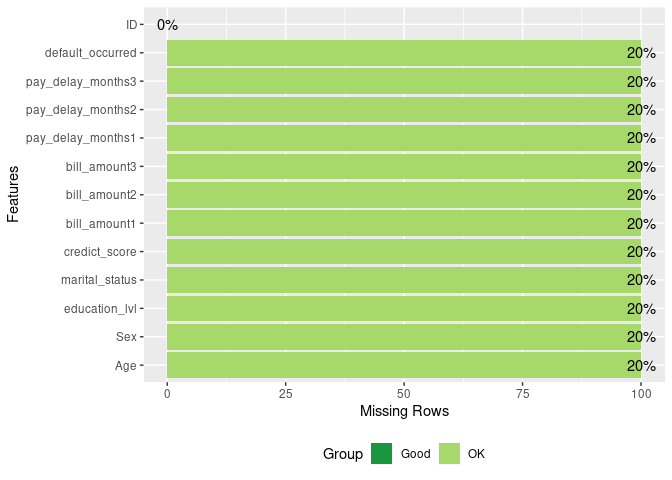 ID 0%
default_occurred 20%
pay_delay_months3 20%
pay_delay_months2 20%
pay_delay_months1 20%
bill_amount3 20%
bill_amount2 20%
bill_amount1 20%
credict_score 20%
marital_status 20%
education_lvl 20%
Sex 20%
Age 20%
Features
0 25 50 75 100
Missing Rows
Group Good OK